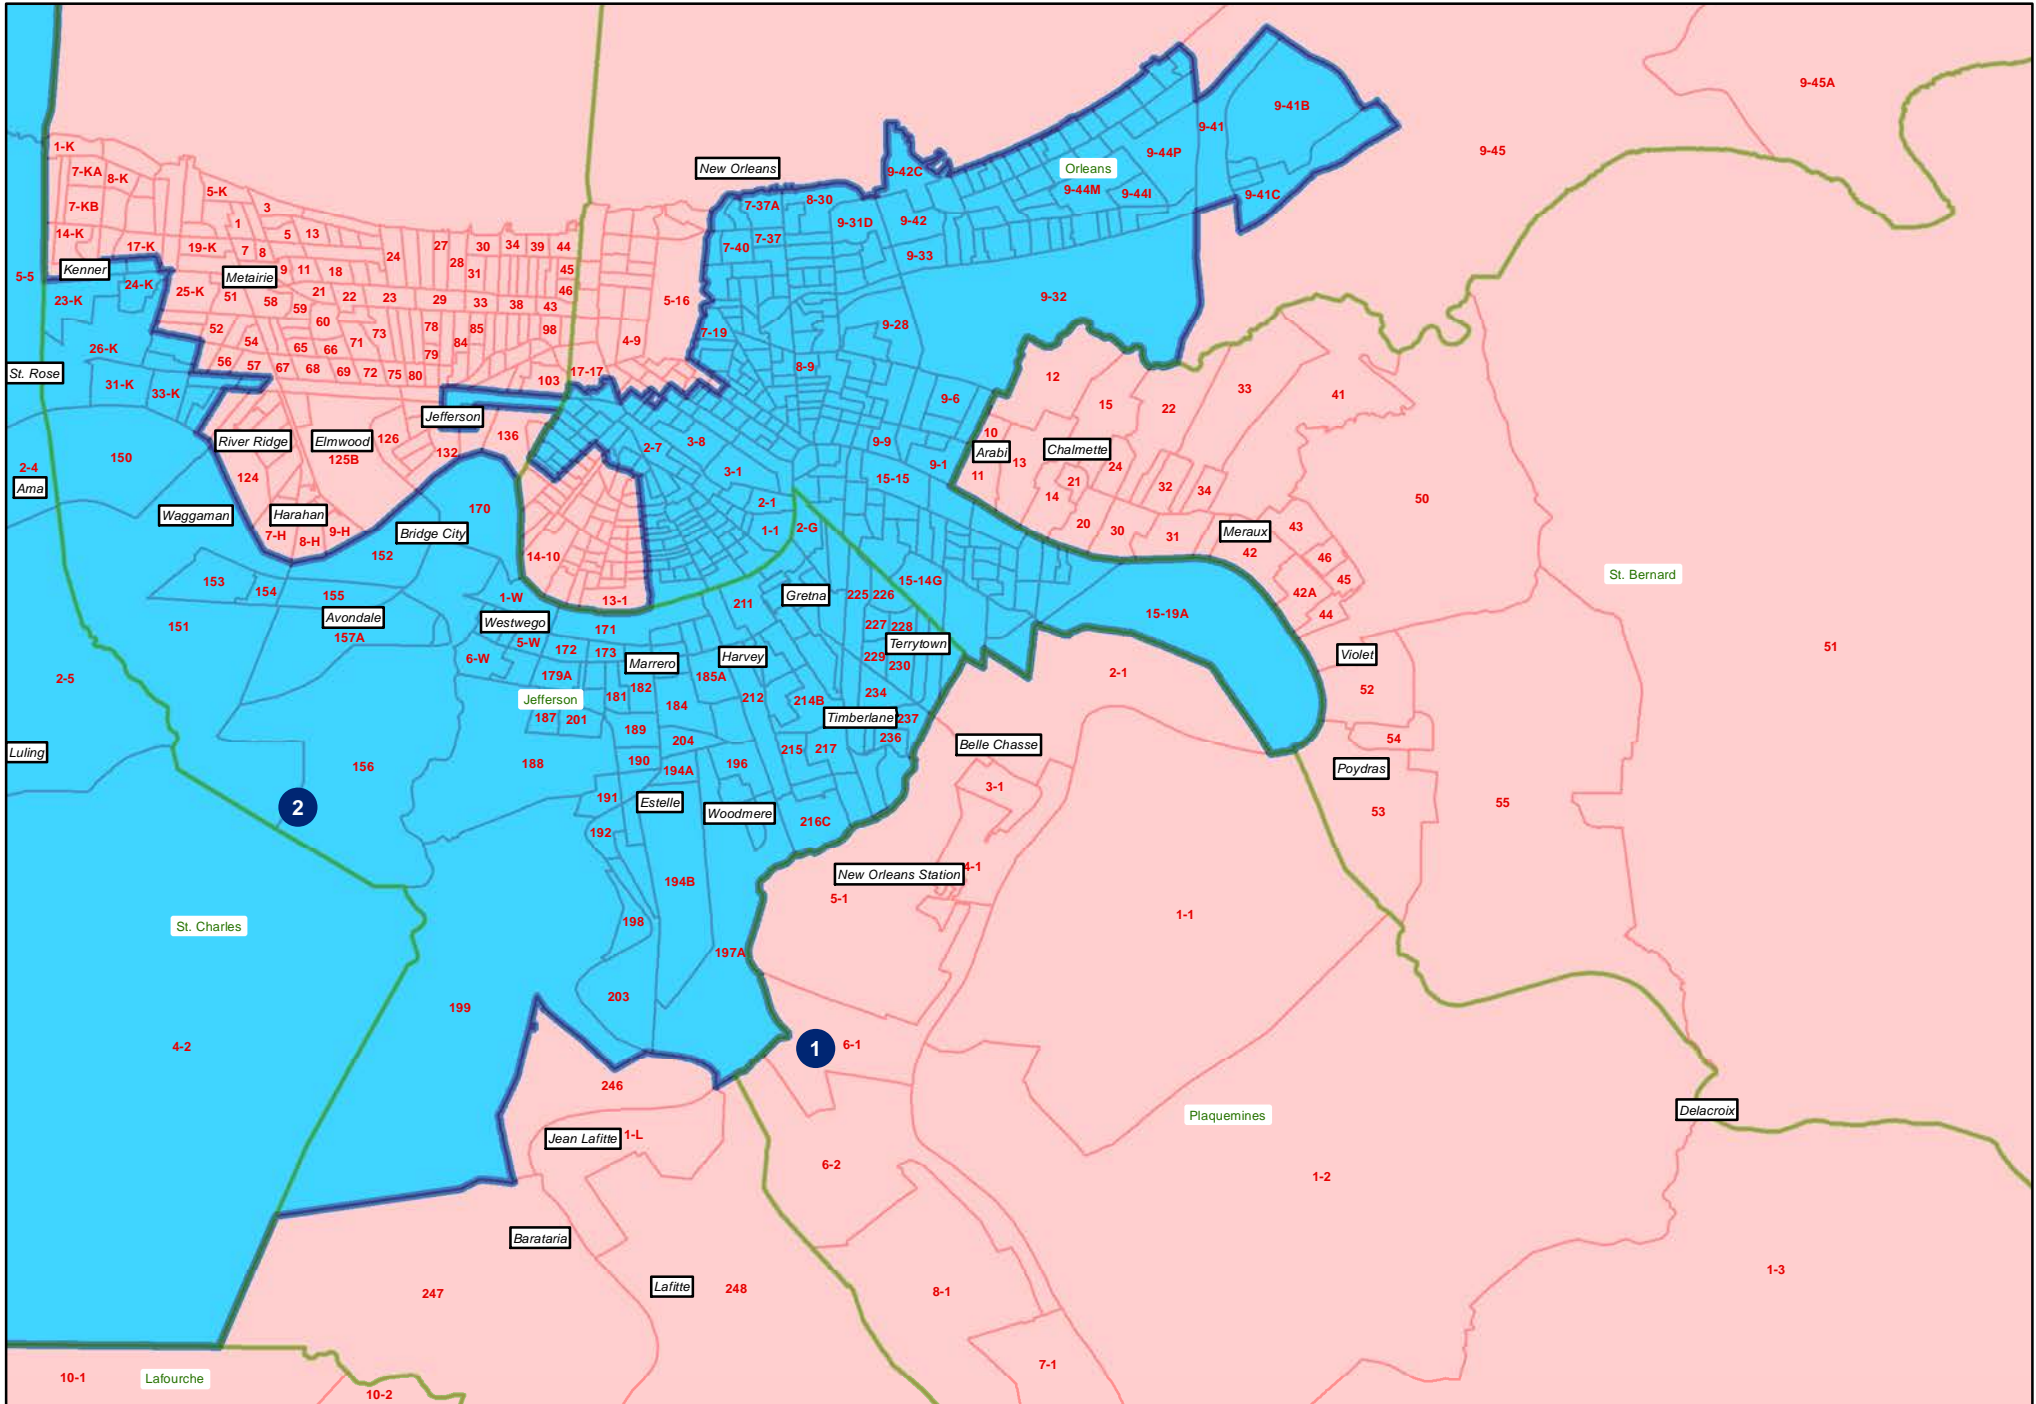 9-45A
9-41B
1-K
9-41
9-45
9-44P
7-KA
8-K
New Orleans
9-42C
Orleans
5-K
9-44M
9-44I
9-41C
7-KB
3
7-37A
8-30
1
9-31D
9-42
14-K
5
13
7-37
17-K
19-K
7
8
24
27
30
34
39
44
7-40
9-33
28
Kenner
Metairie
9
11
18
31
45
5-5
24-K
25-K
51
58
21
22
23
29
33
38
46
43
5-16
9-32
23-K
59
60
52
73
78
85
98
7-19
9-28
26-K
54
65
66
71
84
4-9
79
St. Rose
56
57
67
68
69
72
75
80
103
17-17
8-9
12
31-K
33-K
33
41
15
22
9-6
Jefferson
River Ridge
Elmwood
126
136
2-7
3-8
9-9
10
150
125B
132
Arabi
Chalmette
2-4
124
3-1
9-1
13
24
Ama
15-15
11
21
14
32
34
50
Waggaman
Harahan
170
2-1
7-H
8-H
9-H
Bridge City
1-1
2-G
20
30
31
Meraux
43
152
14-10
42
46
153
154
155
15-14G
St. Bernard
45
1-W
13-1
211
Gretna
225
226
42A
44
151
Avondale
Westwego
171
227
228
15-19A
157A
5-W
172
173
Terrytown
6-W
Marrero
Harvey
229
230
Violet
51
2-5
179A
185A
2-1
Jefferson
181
182
184
212
214B
234
52
187
201
Timberlane
237
189
204
236
54
Luling
215
217
Belle Chasse
156
188
190
194A
196
Poydras
3-1
2
191
Estelle
Woodmere
53
55
192
216C
4-1
New Orleans Station
194B
5-1
1-1
St. Charles
198
197A
203
199
4-2
1
6-1
246
Plaquemines
Delacroix
Jean Lafitte
1-L
6-2
1-2
Barataria
1-3
Lafitte
248
247
8-1
7-1
10-1
Lafourche
10-2